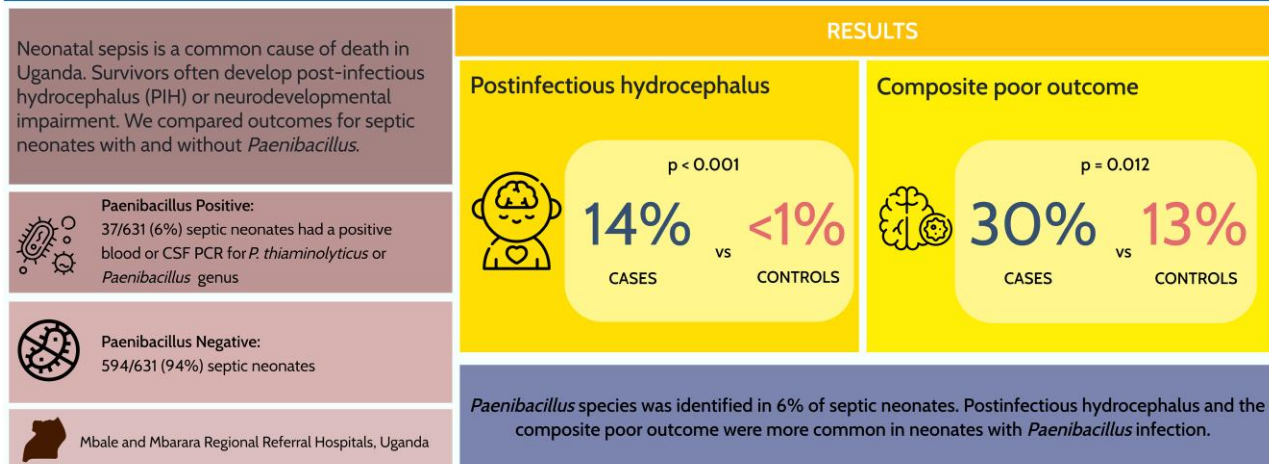 Neonatal sepsis is a common cause of death in
Uganda. Survivors often develop post-infectious
hydrocephalus (PIH) or neurodevelopmental
impairment. We compared outcomes for septic
neonates with and without Paenibacillus.
Paenibacillus Positive:
37/631 (6%) septic neonates had a positive
blood or CSF PCR for P. thiaminolyticus or
Paenibacillus genus
Paenibacillus Negative:
594/631 (94%) septic neonates
Mbale and Mbarara Regional Referral Hospitals, Uganda
RESULTS
Postinfectious hydrocephalus
p < 0.001
14% vs <1%
CASES CONTROLS
Composite poor outcome
p = 0.012
30% vs 13%
CASES CONTROLS
Paenibacillus species was identified in 6% of septic neonates. Postinfectious hydrocephalus and the
composite poor outcome were more common in neonates with Paenibacillus infection.